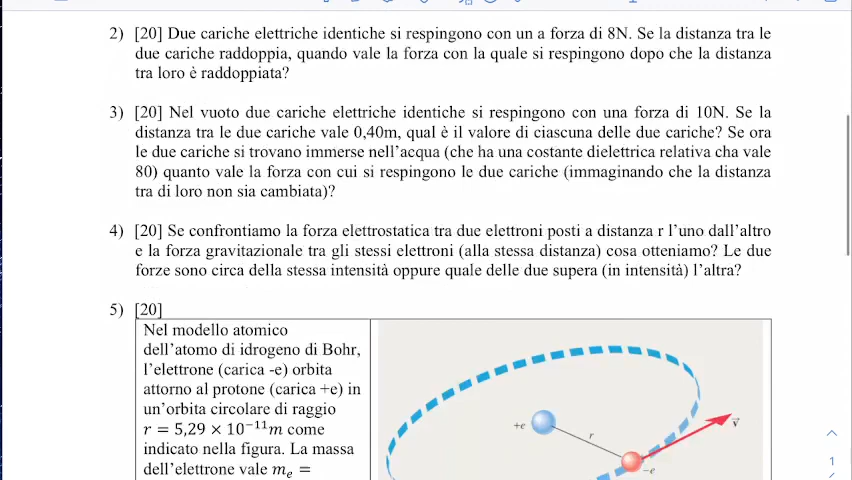 2) [20] Due cariche elettriche identiche si respingono con un a forza di 8N. Se la distanza tra le
due cariche raddoppia, quando vale la forza con la quale si respingono dopo che la distanza
tra loro è raddoppiata?
3) [20] Nel vuoto due cariche elettriche identiche si respingono con una forza di 10N. Se la
distanza tra le due cariche vale 0,40m, qual è il valore di ciascuna delle due cariche? Se ora
le due cariche si trovano immerse nell'acqua (che ha una costante dielettrica relativa cha vale
80) quanto vale la forza con cui si respingono le due cariche (immaginando che la distanza
tra di loro non sia cambiata)?
4) [20] Se confrontiamo la forza elettrostatica tra due elettroni posti a distanza r l'uno dall'altro
e la forza gravitazionale tra gli stessi elettroni (alla stessa distanza) cosa otteniamo? Le due
forze sono circa della stessa intensità oppure quale delle due supera (in intensità) l'altra?
5) [20]
Nel modello atomico
dell'atomo di idrogeno di Bohr,
l'elettrone (carica -e) orbita
attorno al protone (carica +e) in
un'orbita circolare di raggio
r = 5,29 × 10⁻¹¹m come
indicato nella figura. La massa
dell'elettrone vale mₑ =
+e
r
v⃗
−e
1